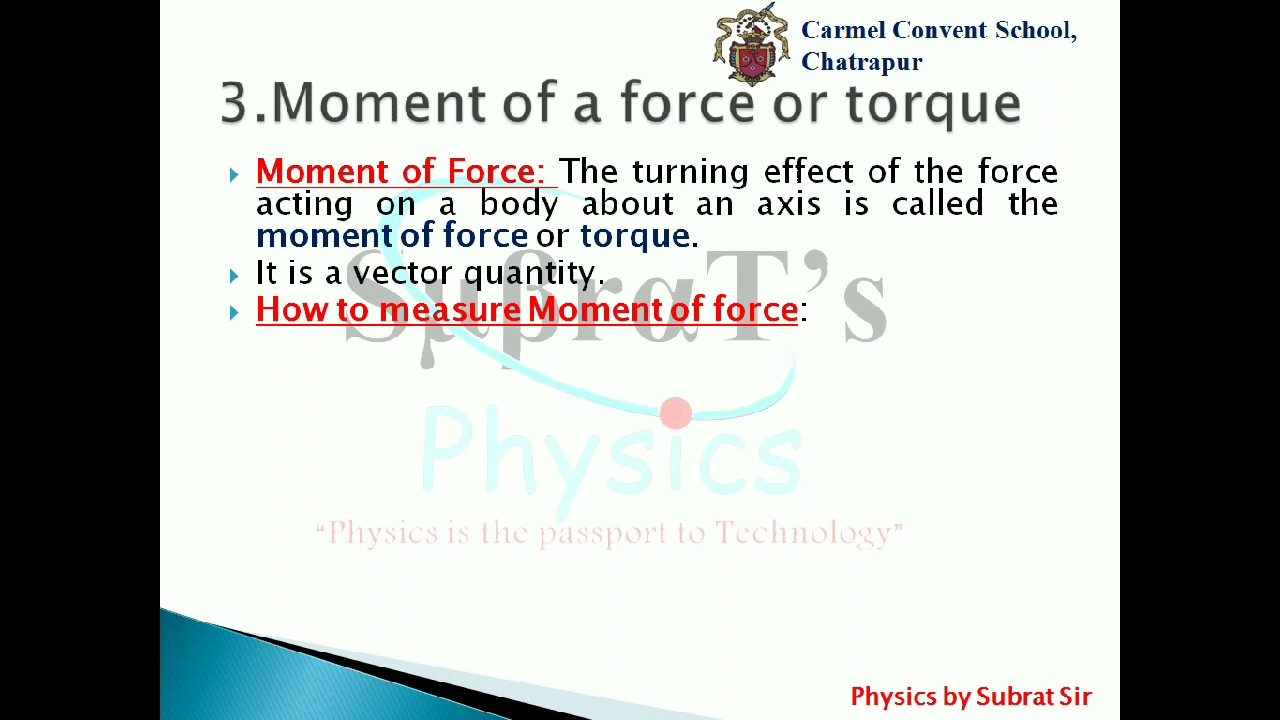 Carmel Convent School,
Chatrapur
3.Moment of a force or torque
Moment of Force: The turning effect of the force
acting on a body about an axis is called the
moment of force or torque.
It is a vector quantity.
How to measure Moment of force:
SuβrαT’s
Physics
“Physics is the passport to Technology”
Physics by Subrat Sir